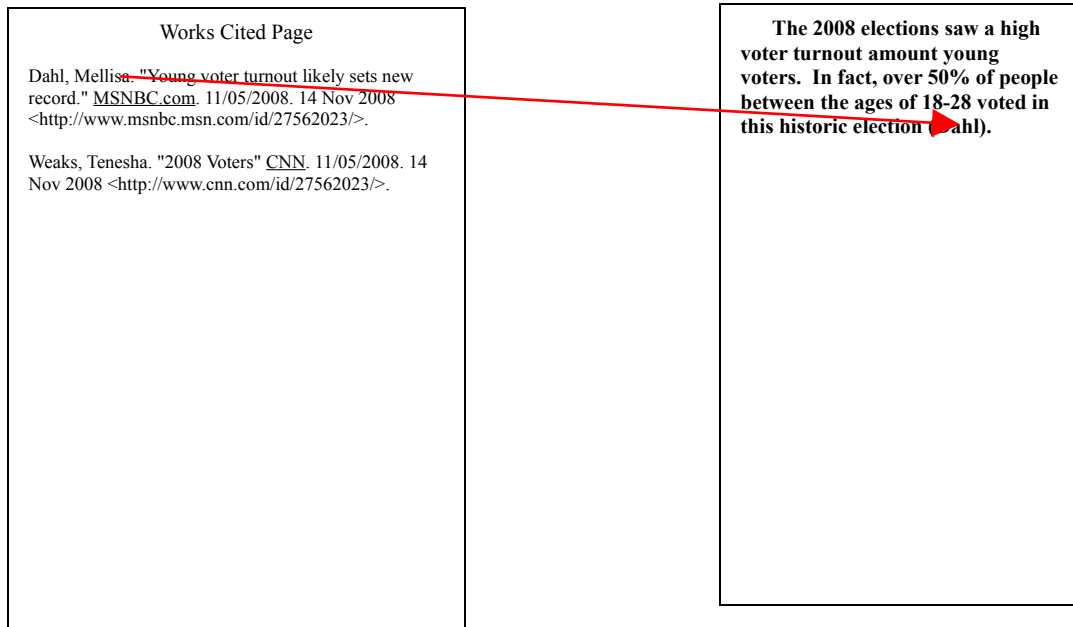 Works Cited Page
Dahl, Mellisa. "Young voter turnout likely sets new
record." MSNBC.com. 11/05/2008. 14 Nov 2008
<http://www.msnbc.msn.com/id/27562023/>.
Weaks, Tenesha. "2008 Voters" CNN. 11/05/2008. 14
Nov 2008 <http://www.cnn.com/id/27562023/>.
The 2008 elections saw a high
voter turnout amount young
voters. In fact, over 50% of people
between the ages of 18-28 voted in
this historic election (Dahl).